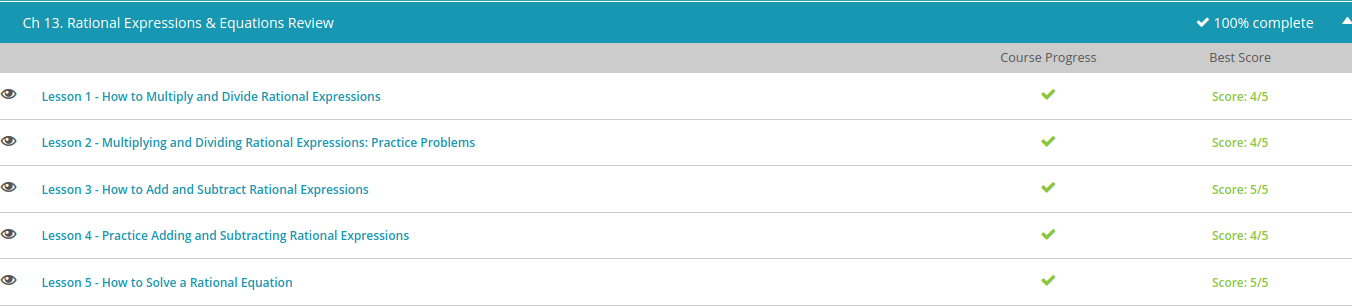 Ch 13. Rational Expressions & Equations Review 100% complete
Course Progress Best Score
Lesson 1 - How to Multiply and Divide Rational Expressions Score: 4/5
Lesson 2 - Multiplying and Dividing Rational Expressions: Practice Problems Score: 4/5
Lesson 3 - How to Add and Subtract Rational Expressions Score: 5/5
Lesson 4 - Practice Adding and Subtracting Rational Expressions Score: 4/5
Lesson 5 - How to Solve a Rational Equation Score: 5/5